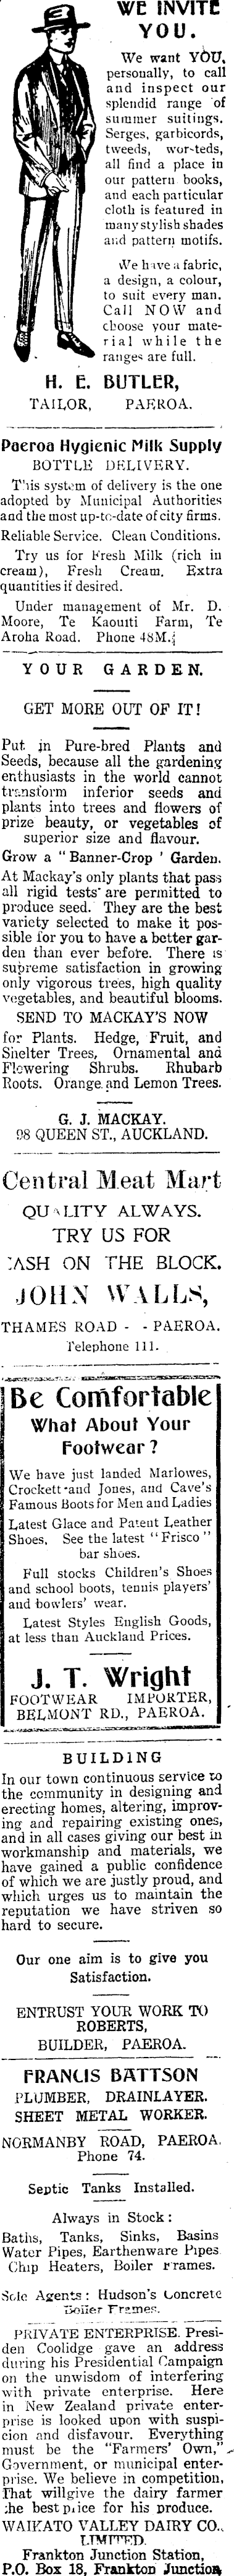 WE INVITE
YOU.
We want YOU,
personally, to call
and inspect our
splendid range of
summer suitings.
Serges, garbicords,
tweeds, worsteds,
all find a place in
our pattern books,
and each particular
cloth is featured in
many stylish shades
and pattern motifs.
We have a fabric,
a design, a colour,
to suit every man.
Call NOW and
choose your mate-
rial while the
ranges are full.
H. E. BUTLER,
TAILOR, PAEROA.
Paeroa Hygienic Milk Supply
BOTTLE DELIVERY.
This system of delivery is the one
adopted by Municipal Authorities
and the most up-to-date of city firms.
Reliable Service. Clean Conditions.
Try us for Fresh Milk (rich in
cream), Fresh Cream. Extra
quantities if desired.
Under management of Mr. D.
Moore, Te Kaouiti Farm, Te
Aroha Road. Phone 48M.
YOUR GARDEN.
GET MORE OUT OF IT!
Put in Pure-bred Plants and
Seeds, because all the gardening
enthusiasts in the world cannot
transform inferior seeds and
plants into trees and flowers of
prize beauty, or vegetables of
superior size and flavour.
Grow a "Banner-Crop' Garden.
At Mackay's only plants that pass
all rigid tests are permitted to
produce seed. They are the best
variety selected to make it pos-
sible for you to have a better gar-
den than ever before. There is
supreme satisfaction in growing
only vigorous trees, high quality
vegetables, and beautiful blooms.
SEND TO MACKAY'S NOW
for Plants. Hedge, Fruit, and
Shelter Trees, Ornamental and
Flowering Shrubs. Rhubarb
Roots. Orange and Lemon Trees.
G. J. MACKAY.
98 QUEEN ST., AUCKLAND.
Central Meat Mart
QUALITY ALWAYS.
TRY US FOR
CASH ON THE BLOCK.
JOHN WALLS,
THAMES ROAD - - PAEROA.
Telephone 111.
Be Comfortable
What About Your
Footwear?
We have just landed Marlowes,
Crockett and Jones, and Cave's
Famous Boots for Men and Ladies
Latest Glace and Patent Leather
Shoes, See the latest "Frisco"
bar shoes.
Full stocks Children's Shoes
and school boots, tennis players'
and bowlers' wear.
Latest Styles English Goods,
at less than Auckland Prices.
J. T. Wright
FOOTWEAR IMPORTER,
BELMONT RD., PAEROA.
BUILDING
In our town continuous service to
the community in designing and
erecting homes, altering, improv-
ing and repairing existing ones,
and in all cases giving our best in
workmanship and materials, we
have gained a public confidence
of which we are justly proud, and
which urges us to maintain the
reputation we have striven so
hard to secure.
Our one aim is to give you
Satisfaction.
ENTRUST YOUR WORK TO
ROBERTS,
BUILDER, PAEROA.
FRANCIS BATTSON
PLUMBER, DRAINLAYER.
SHEET METAL WORKER.
NORMANBY ROAD, PAEROA.
Phone 74.
Septic Tanks Installed.
Always in Stock:
Baths, Tanks, Sinks, Basins
Water Pipes, Earthenware Pipes
Chip Heaters, Boiler Frames.
Sole Agents: Hudson's Concrete
Boiler Frames.
PRIVATE ENTERPRISE. Presi-
den Coolidge gave an address
during his Presidential Campaign
on the unwisdom of interfering
with private enterprise. Here
in New Zealand private enter-
prise is looked upon with suspi-
cion and disfavour. Everything
must be the "Farmers' Own,"
Government, or municipal enter-
prise. We believe in competition,
That willgive the dairy farmer
the best price for his produce.
WAIKATO VALLEY DAIRY CO.,
LIMITED.
Frankton Junction Station,
P.O. Box 18, Frankton Junction